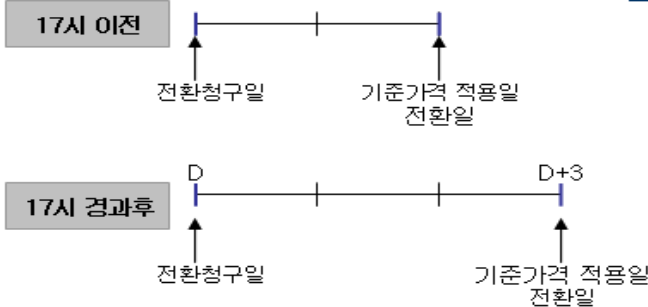 17시 이전
전환청구일
기준가격 적용일
전환일
D
D+3
17시 경과후
전환청구일
기준가격 적용일
전환일